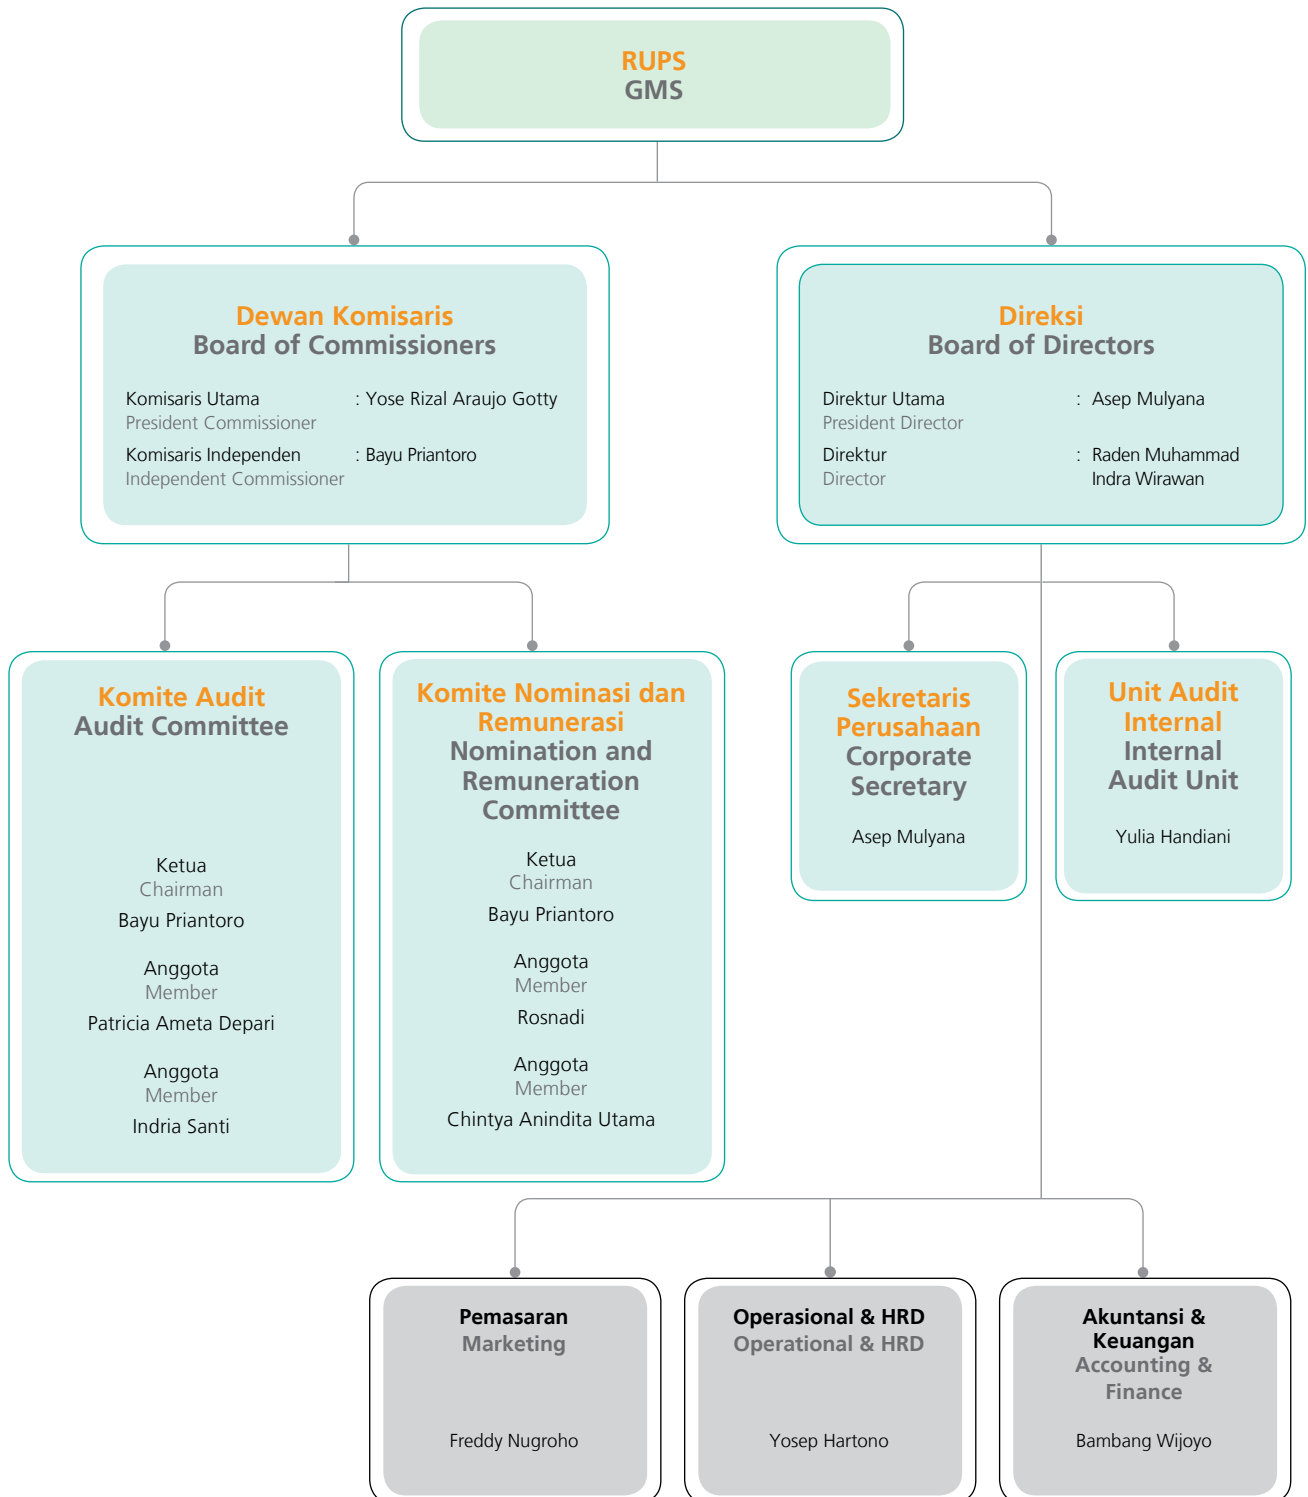 RUPS
GMS
Dewan Komisaris
Board of Commissioners
Komisaris Utama : Yose Rizal Araujo Gotty
President Commissioner
Komisaris Independen : Bayu Priantoro
Independent Commissioner
Direksi
Board of Directors
Direktur Utama : Asep Mulyana
President Director
Direktur : Raden Muhammad
Director Indra Wirawan
Komite Audit
Audit Committee
Ketua
Chairman
Bayu Priantoro
Anggota
Member
Patricia Ameta Depari
Anggota
Member
Indria Santi
Komite Nominasi dan
Remunerasi
Nomination and
Remuneration
Committee
Ketua
Chairman
Bayu Priantoro
Anggota
Member
Rosnadi
Anggota
Member
Chintya Anindita Utama
Sekretaris
Perusahaan
Corporate
Secretary
Asep Mulyana
Unit Audit
Internal
Internal
Audit Unit
Yulia Handiani
Pemasaran
Marketing
Freddy Nugroho
Operasional & HRD
Operational & HRD
Yosep Hartono
Akuntansi &
Keuangan
Accounting &
Finance
Bambang Wijoyo